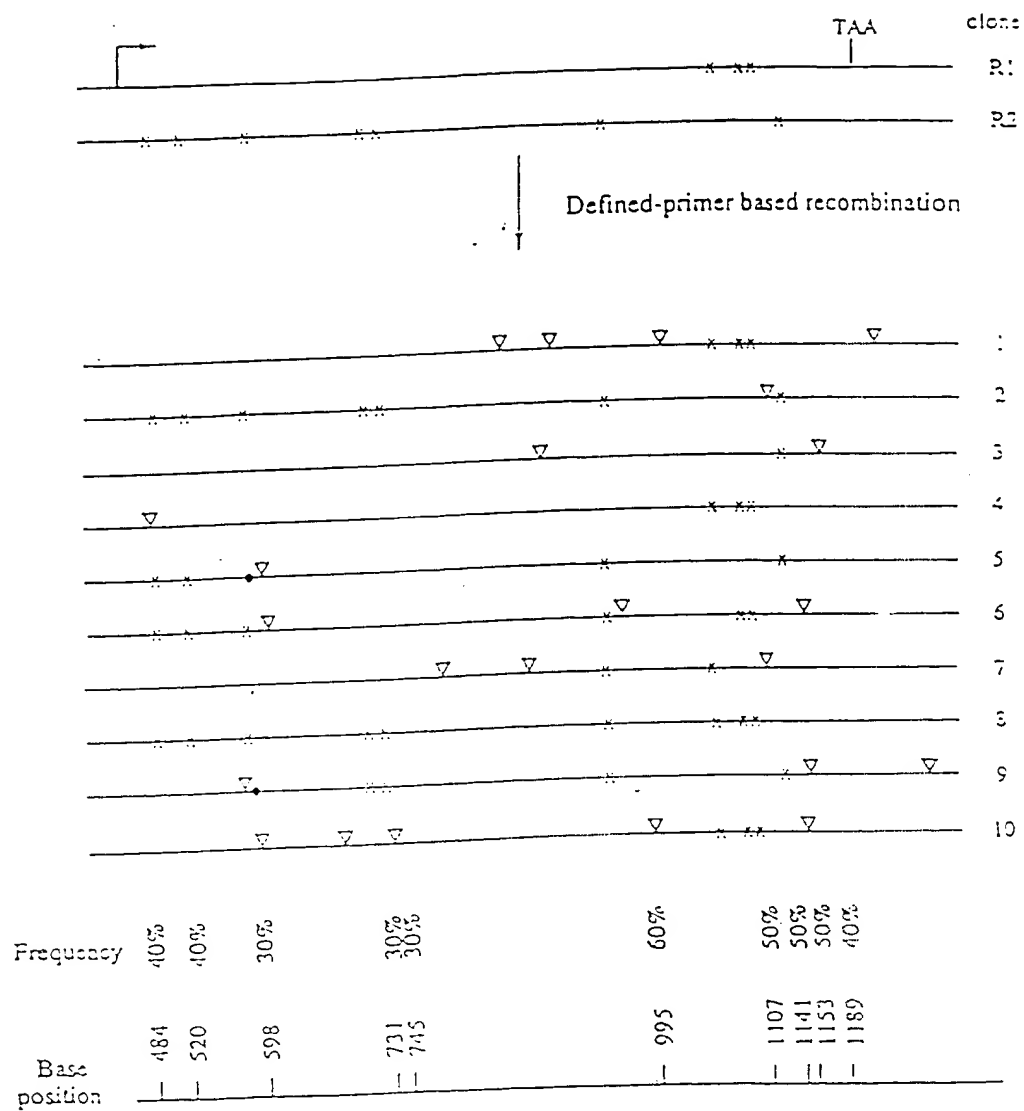 TAA clone
R1
R2
Defined-primer based recombination
1
2
3
4
5
6
7
8
9
10
Frequency 40% 40% 30% 30% 30% 60% 50% 50% 50% 40%
484 520 598 731 745 995 1107 1141 1153 1189
Base
position